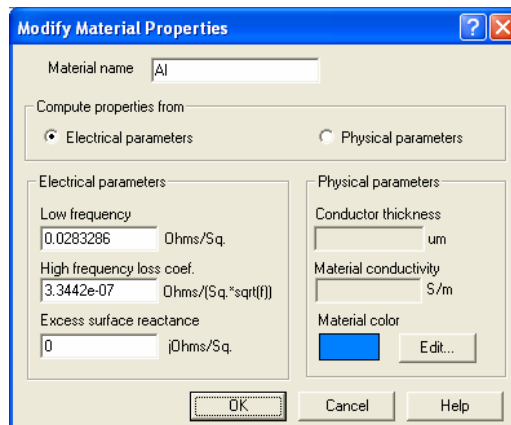 Modify Material Properties
Material name Al
Compute properties from
Electrical parameters Physical parameters
Electrical parameters
Low frequency
0.0283286 Ohms/Sq.
High frequency loss coef.
3.3442e-07 Ohms/(Sq.*sqrt(f))
Excess surface reactance
0 jOhms/Sq.
Physical parameters
Conductor thickness
um
Material conductivity
S/m
Material color
Edit...
OK Cancel Help